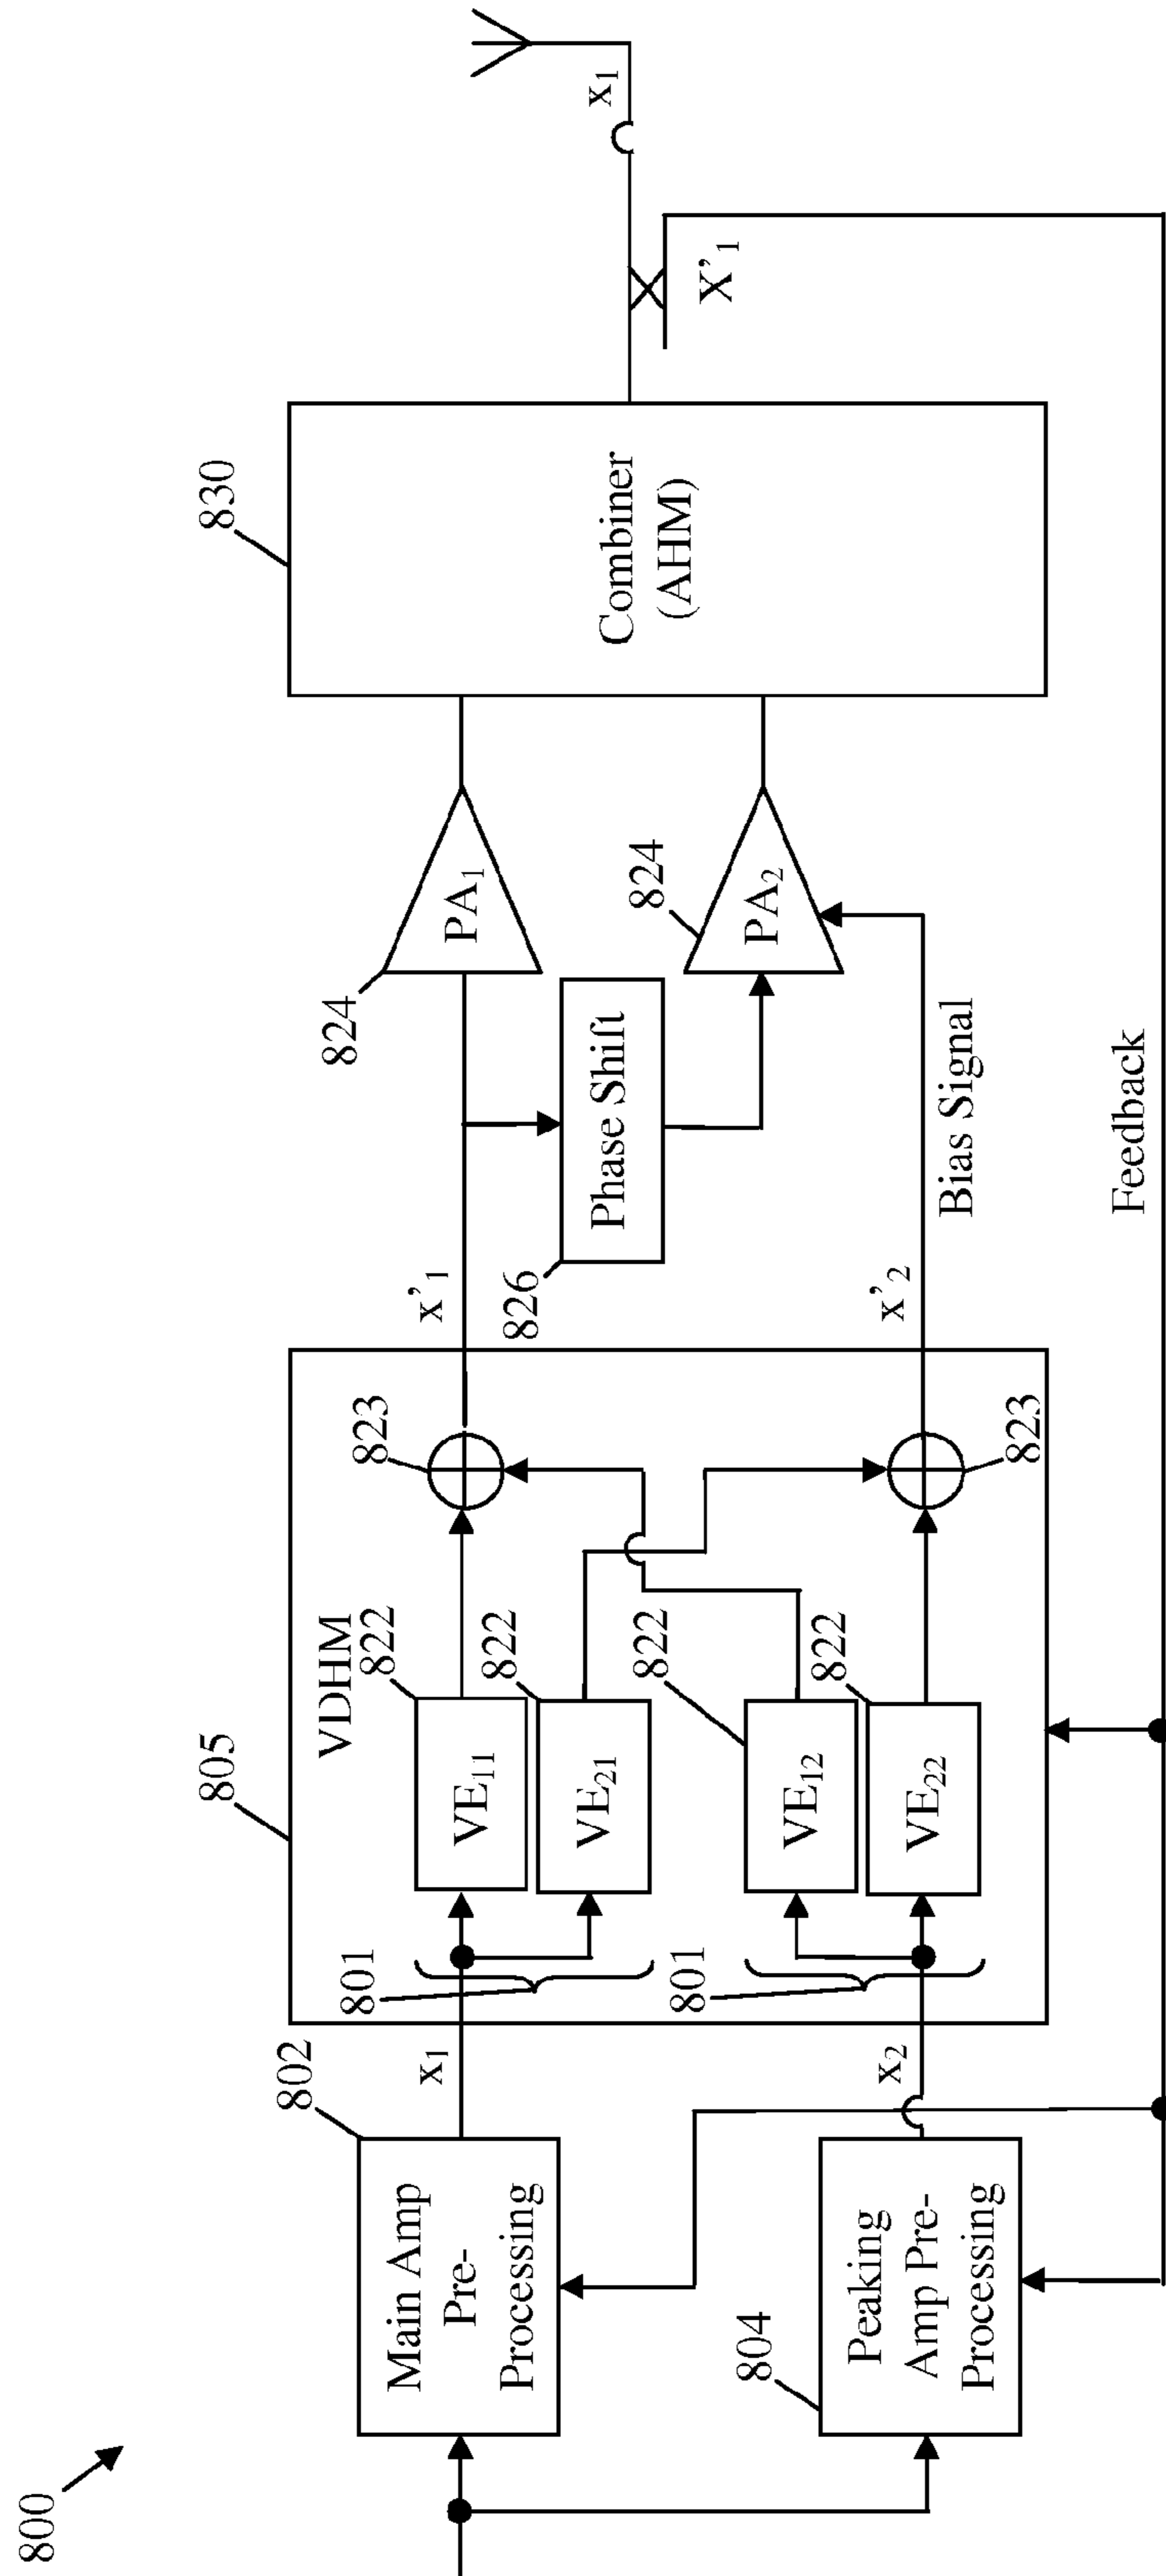 800
802
Main Amp
Pre-
Processing
804
Peaking
Amp Pre-
Processing
x₁
x₂
805
VDHM
801
801
822
VE₁₁
822
VE₂₁
822
VE₁₂
822
VE₂₂
823
823
x'₁
x'₂
826
Phase Shift
Bias Signal
824
PA₁
824
PA₂
830
Combiner
(AHM)
X'₁
x₁
Feedback